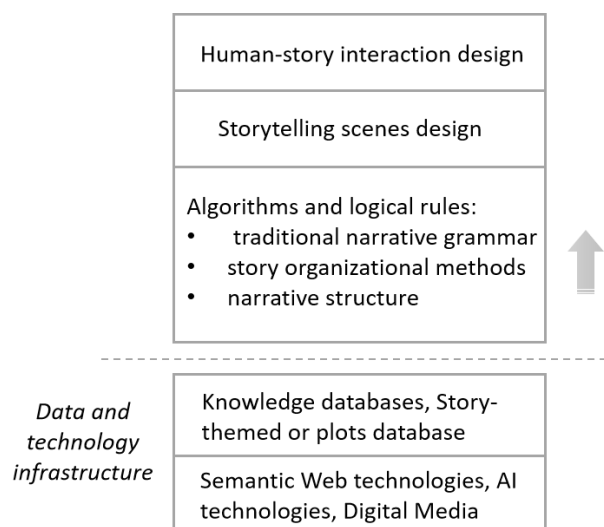 Human-story interaction design
Storytelling scenes design
Algorithms and logical rules:
• traditional narrative grammar
• story organizational methods
• narrative structure
Data and
technology
infrastructure
Knowledge databases, Story-
themed or plots database
Semantic Web technologies, AI
technologies, Digital Media